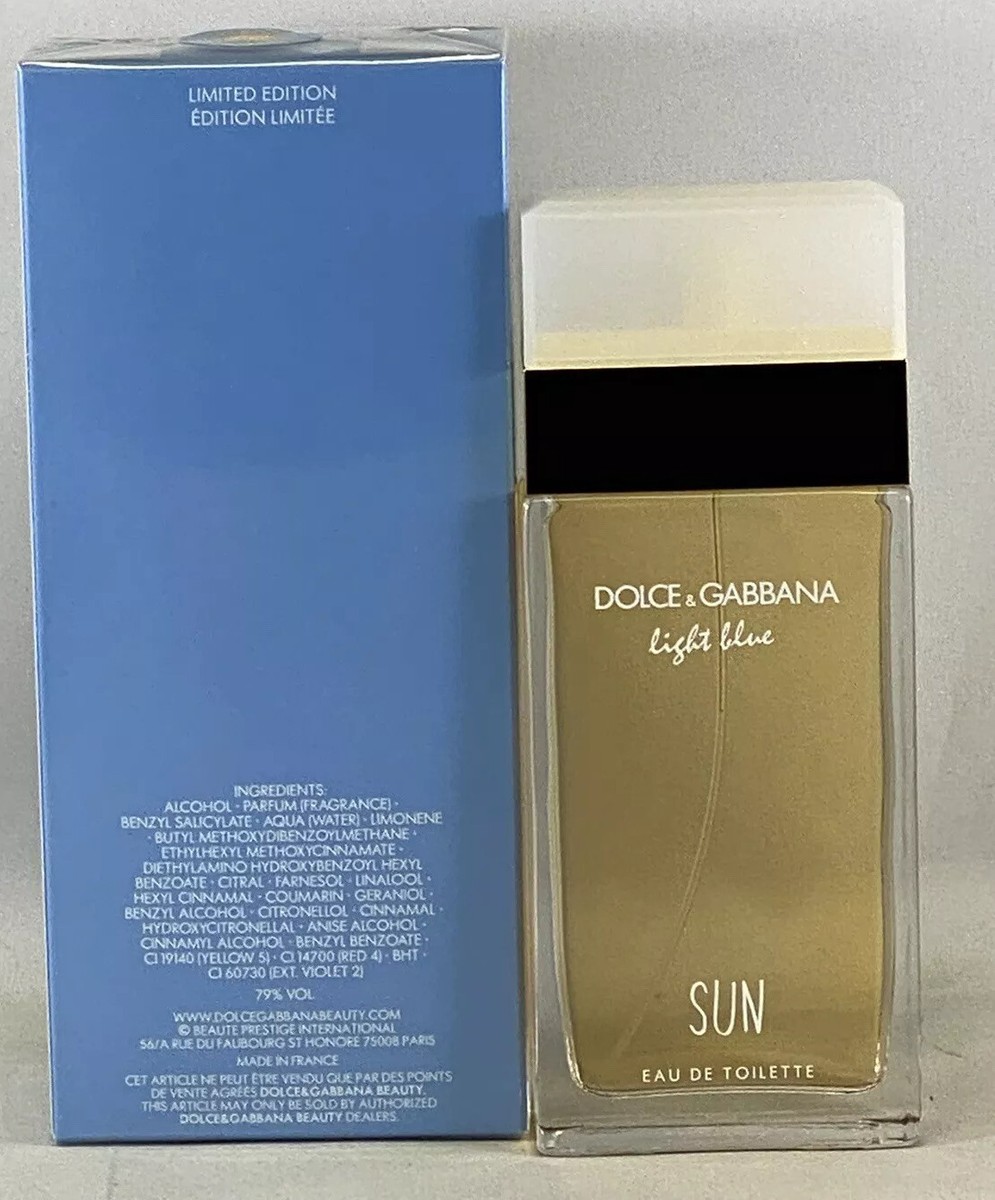 LIMITED EDITION
ÉDITION LIMITÉE
INGREDIENTS:
ALCOHOL · PARFUM (FRAGRANCE) ·
BENZYL SALICYLATE · AQUA (WATER) · LIMONENE
· BUTYL METHOXYDIBENZOYLMETHANE ·
ETHYLHEXYL METHOXYCINNAMATE ·
DIETHYLAMINO HYDROXYBENZOYL HEXYL
BENZOATE · CITRAL · FARNESOL · LINALOOL ·
HEXYL CINNAMAL · COUMARIN · GERANIOL ·
BENZYL ALCOHOL · CITRONELLOL · CINNAMAL ·
HYDROXYCITRONELLAL · ANISE ALCOHOL ·
CINNAMYL ALCOHOL · BENZYL BENZOATE ·
CI 19140 (YELLOW 5) · CI 14700 (RED 4) · BHT ·
CI 60730 (EXT. VIOLET 2)
79% VOL
WWW.DOLCEGABBANABEAUTY.COM
© BEAUTE PRESTIGE INTERNATIONAL
56/A RUE DU FAUBOURG ST HONORE 75008 PARIS
MADE IN FRANCE
CET ARTICLE NE PEUT ÊTRE VENDU QUE PAR DES POINTS
DE VENTE AGRÉÉS DOLCE&GABBANA BEAUTY.
THIS ARTICLE MAY ONLY BE SOLD BY AUTHORIZED
DOLCE&GABBANA BEAUTY DEALERS.
DOLCE & GABBANA
light blue
SUN
EAU DE TOILETTE